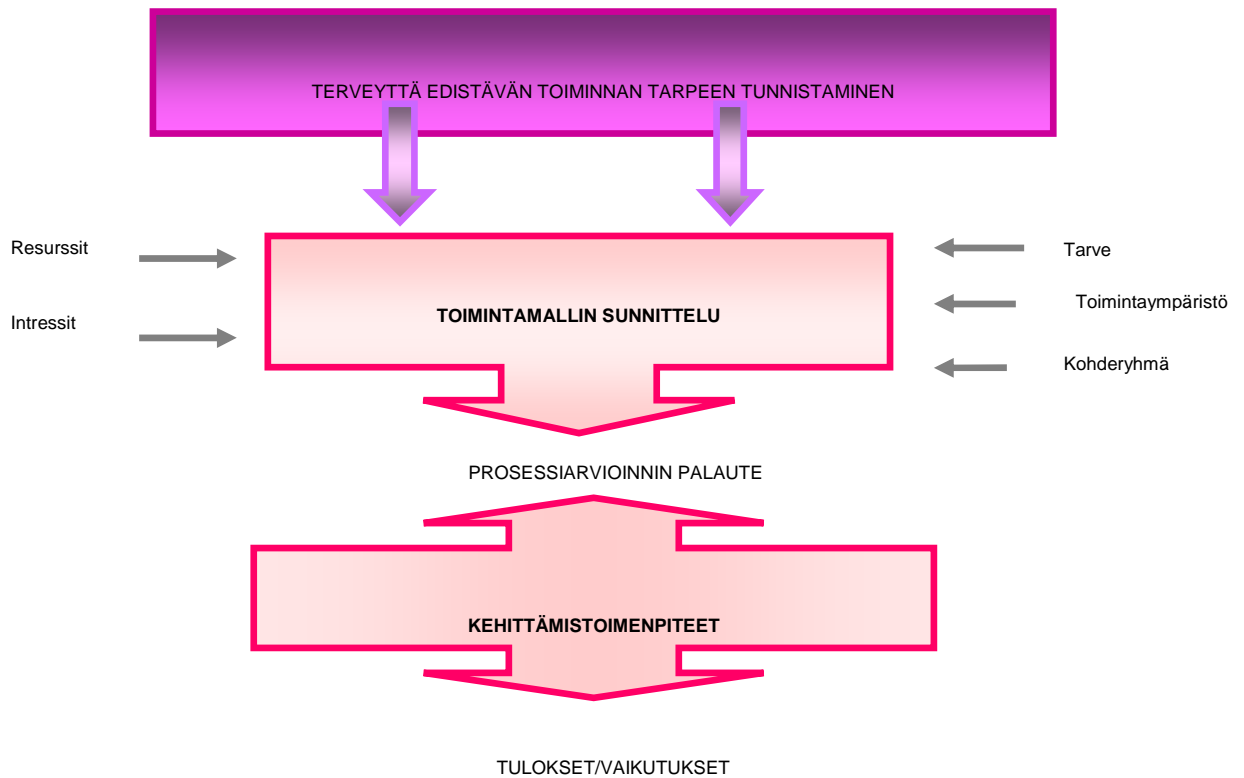 TERVEYTTÄ EDISTÄVÄN TOIMINNAN TARPEEN TUNNISTAMINEN
Resurssit
Tarve
Toimintaympäristö
TOIMINTAMALLIN SUNNITTELU
Intressit
Kohderyhmä
PROSESSIARVIOINNIN PALAUTE
KEHITTÄMISTOIMENPITEET
TULOKSET/VAIKUTUKSET